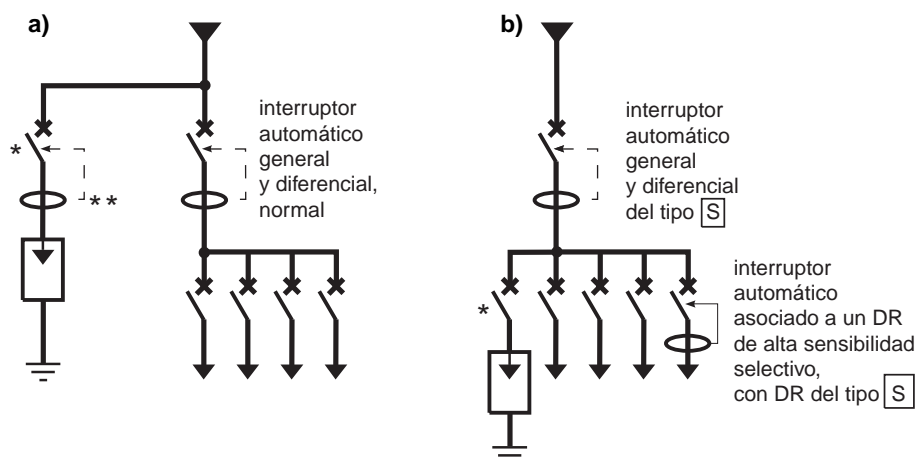 a)
interruptor
automático
general
y diferencial,
normal
*
**
b)
interruptor
automático
general
y diferencial
del tipo S
*
interruptor
automático
asociado a un DR
de alta sensibilidad
selectivo,
con DR del tipo S